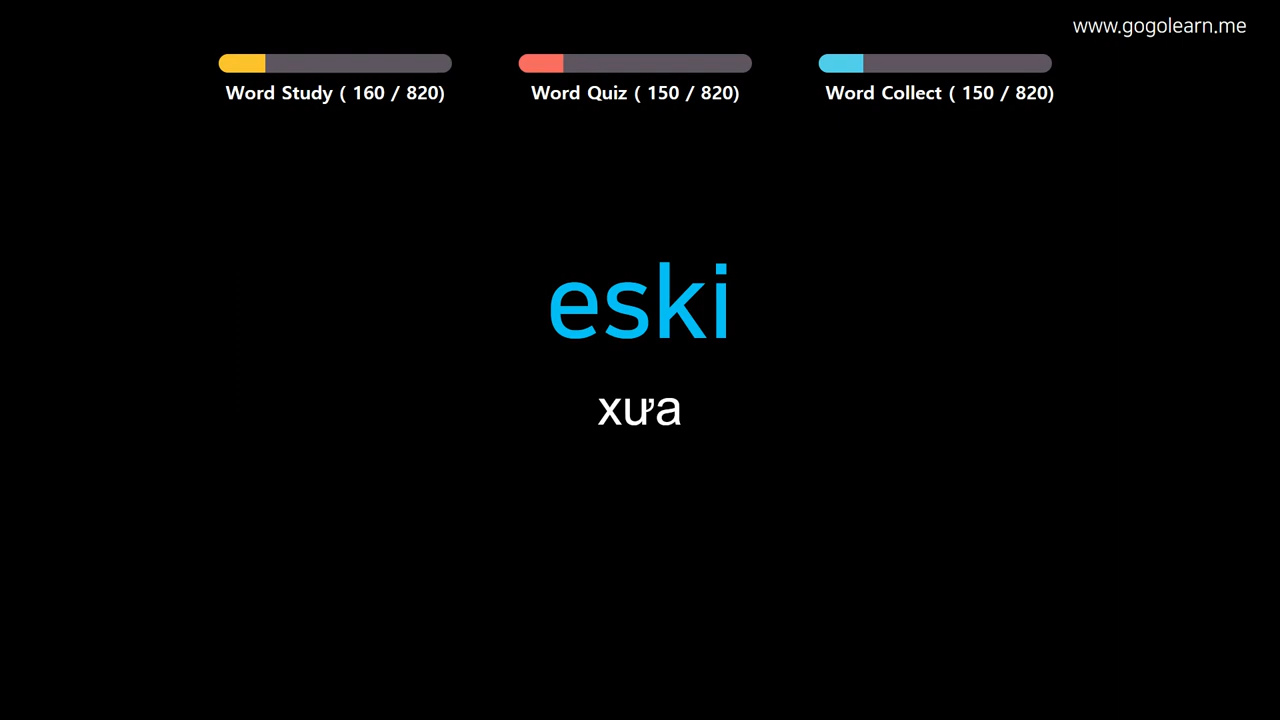 www.gogolearn.me
Word Study ( 160 / 820)
Word Quiz ( 150 / 820)
Word Collect ( 150 / 820)
eski
xưa